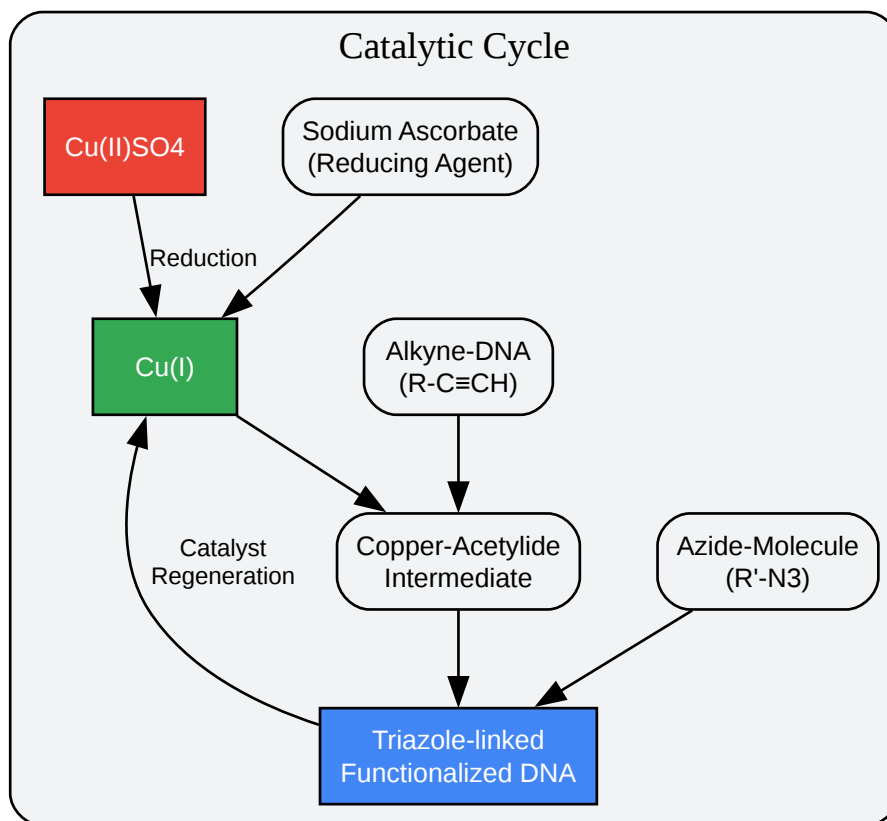 Catalytic Cycle
Cu(II)SO4
Sodium Ascorbate
(Reducing Agent)
Reduction
Cu(I)
Alkyne-DNA
(R-C≡CH)
Catalyst
Regeneration
Copper-Acetylide
Intermediate
Azide-Molecule
(R'-N3)
Triazole-linked
Functionalized DNA